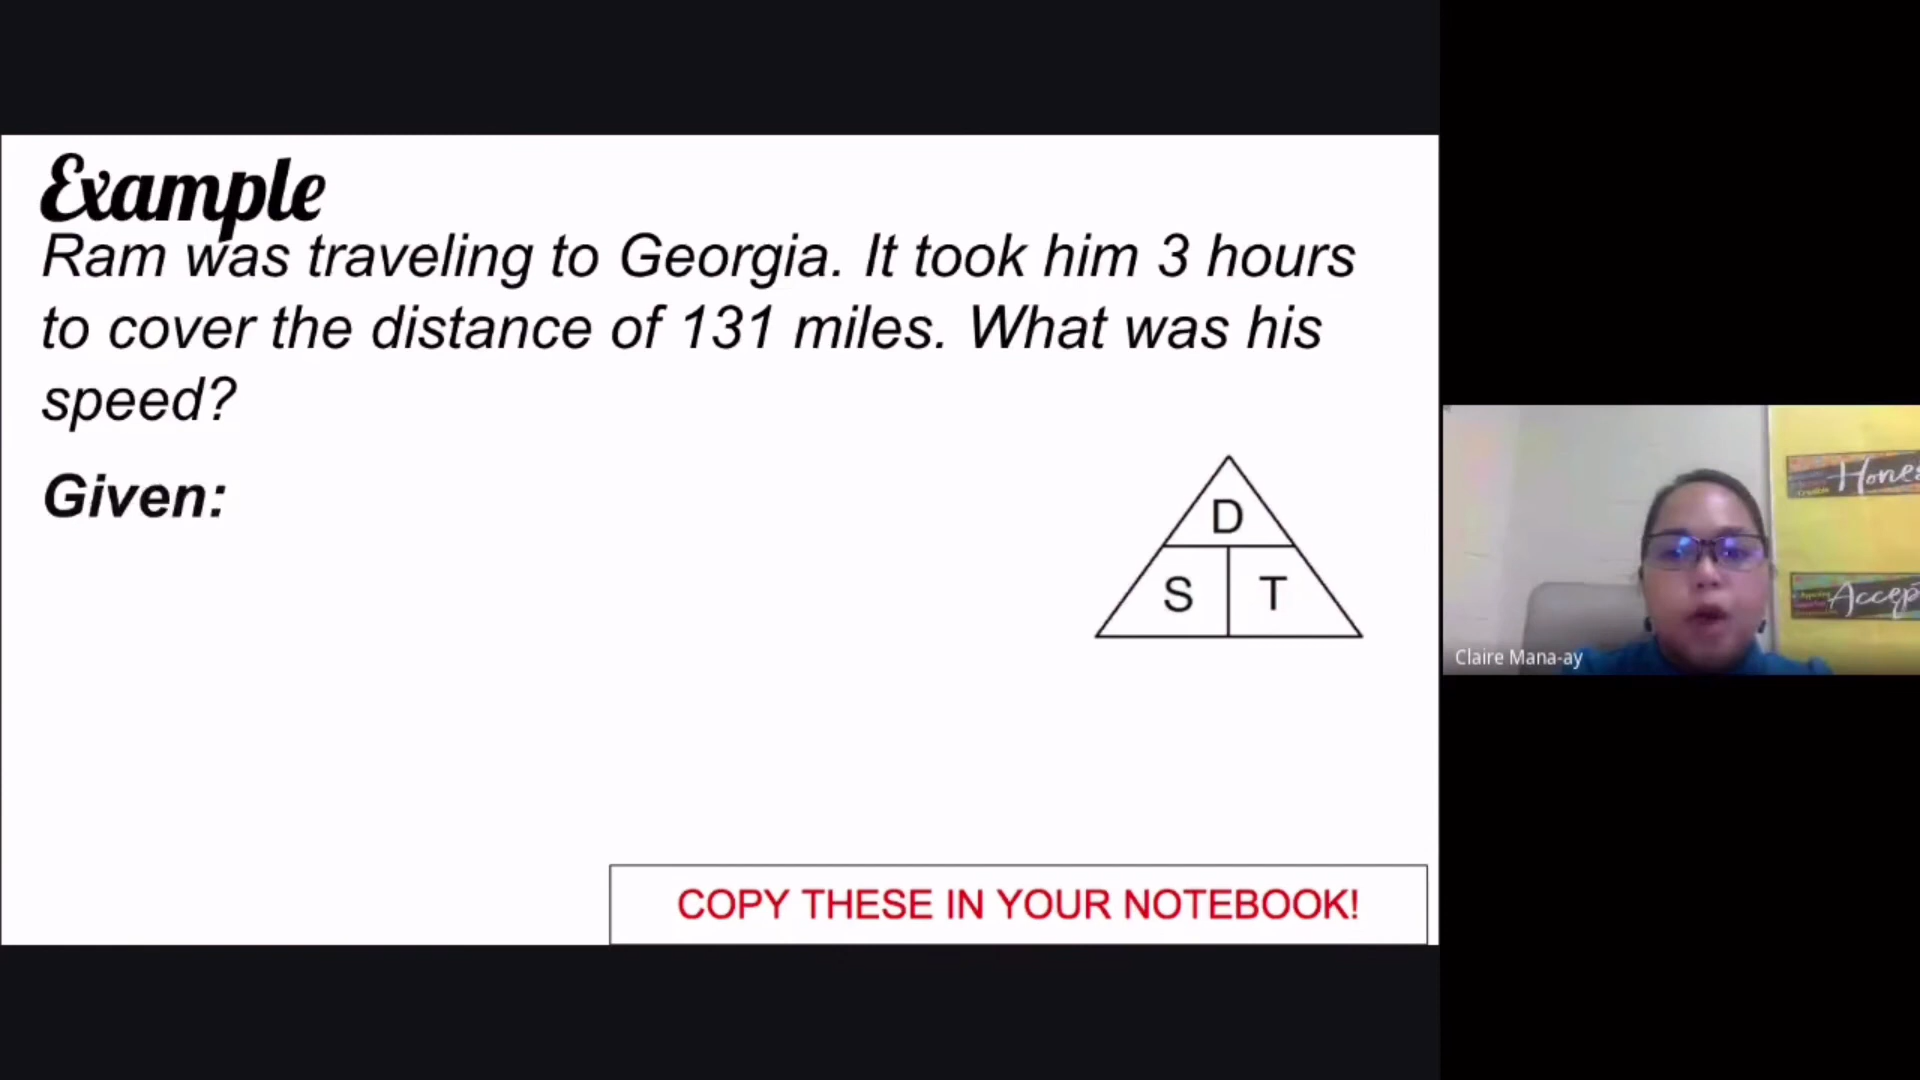 Example
Ram was traveling to Georgia. It took him 3 hours
to cover the distance of 131 miles. What was his
speed?
Given:
D
S T
COPY THESE IN YOUR NOTEBOOK!
Claire Mana-ay